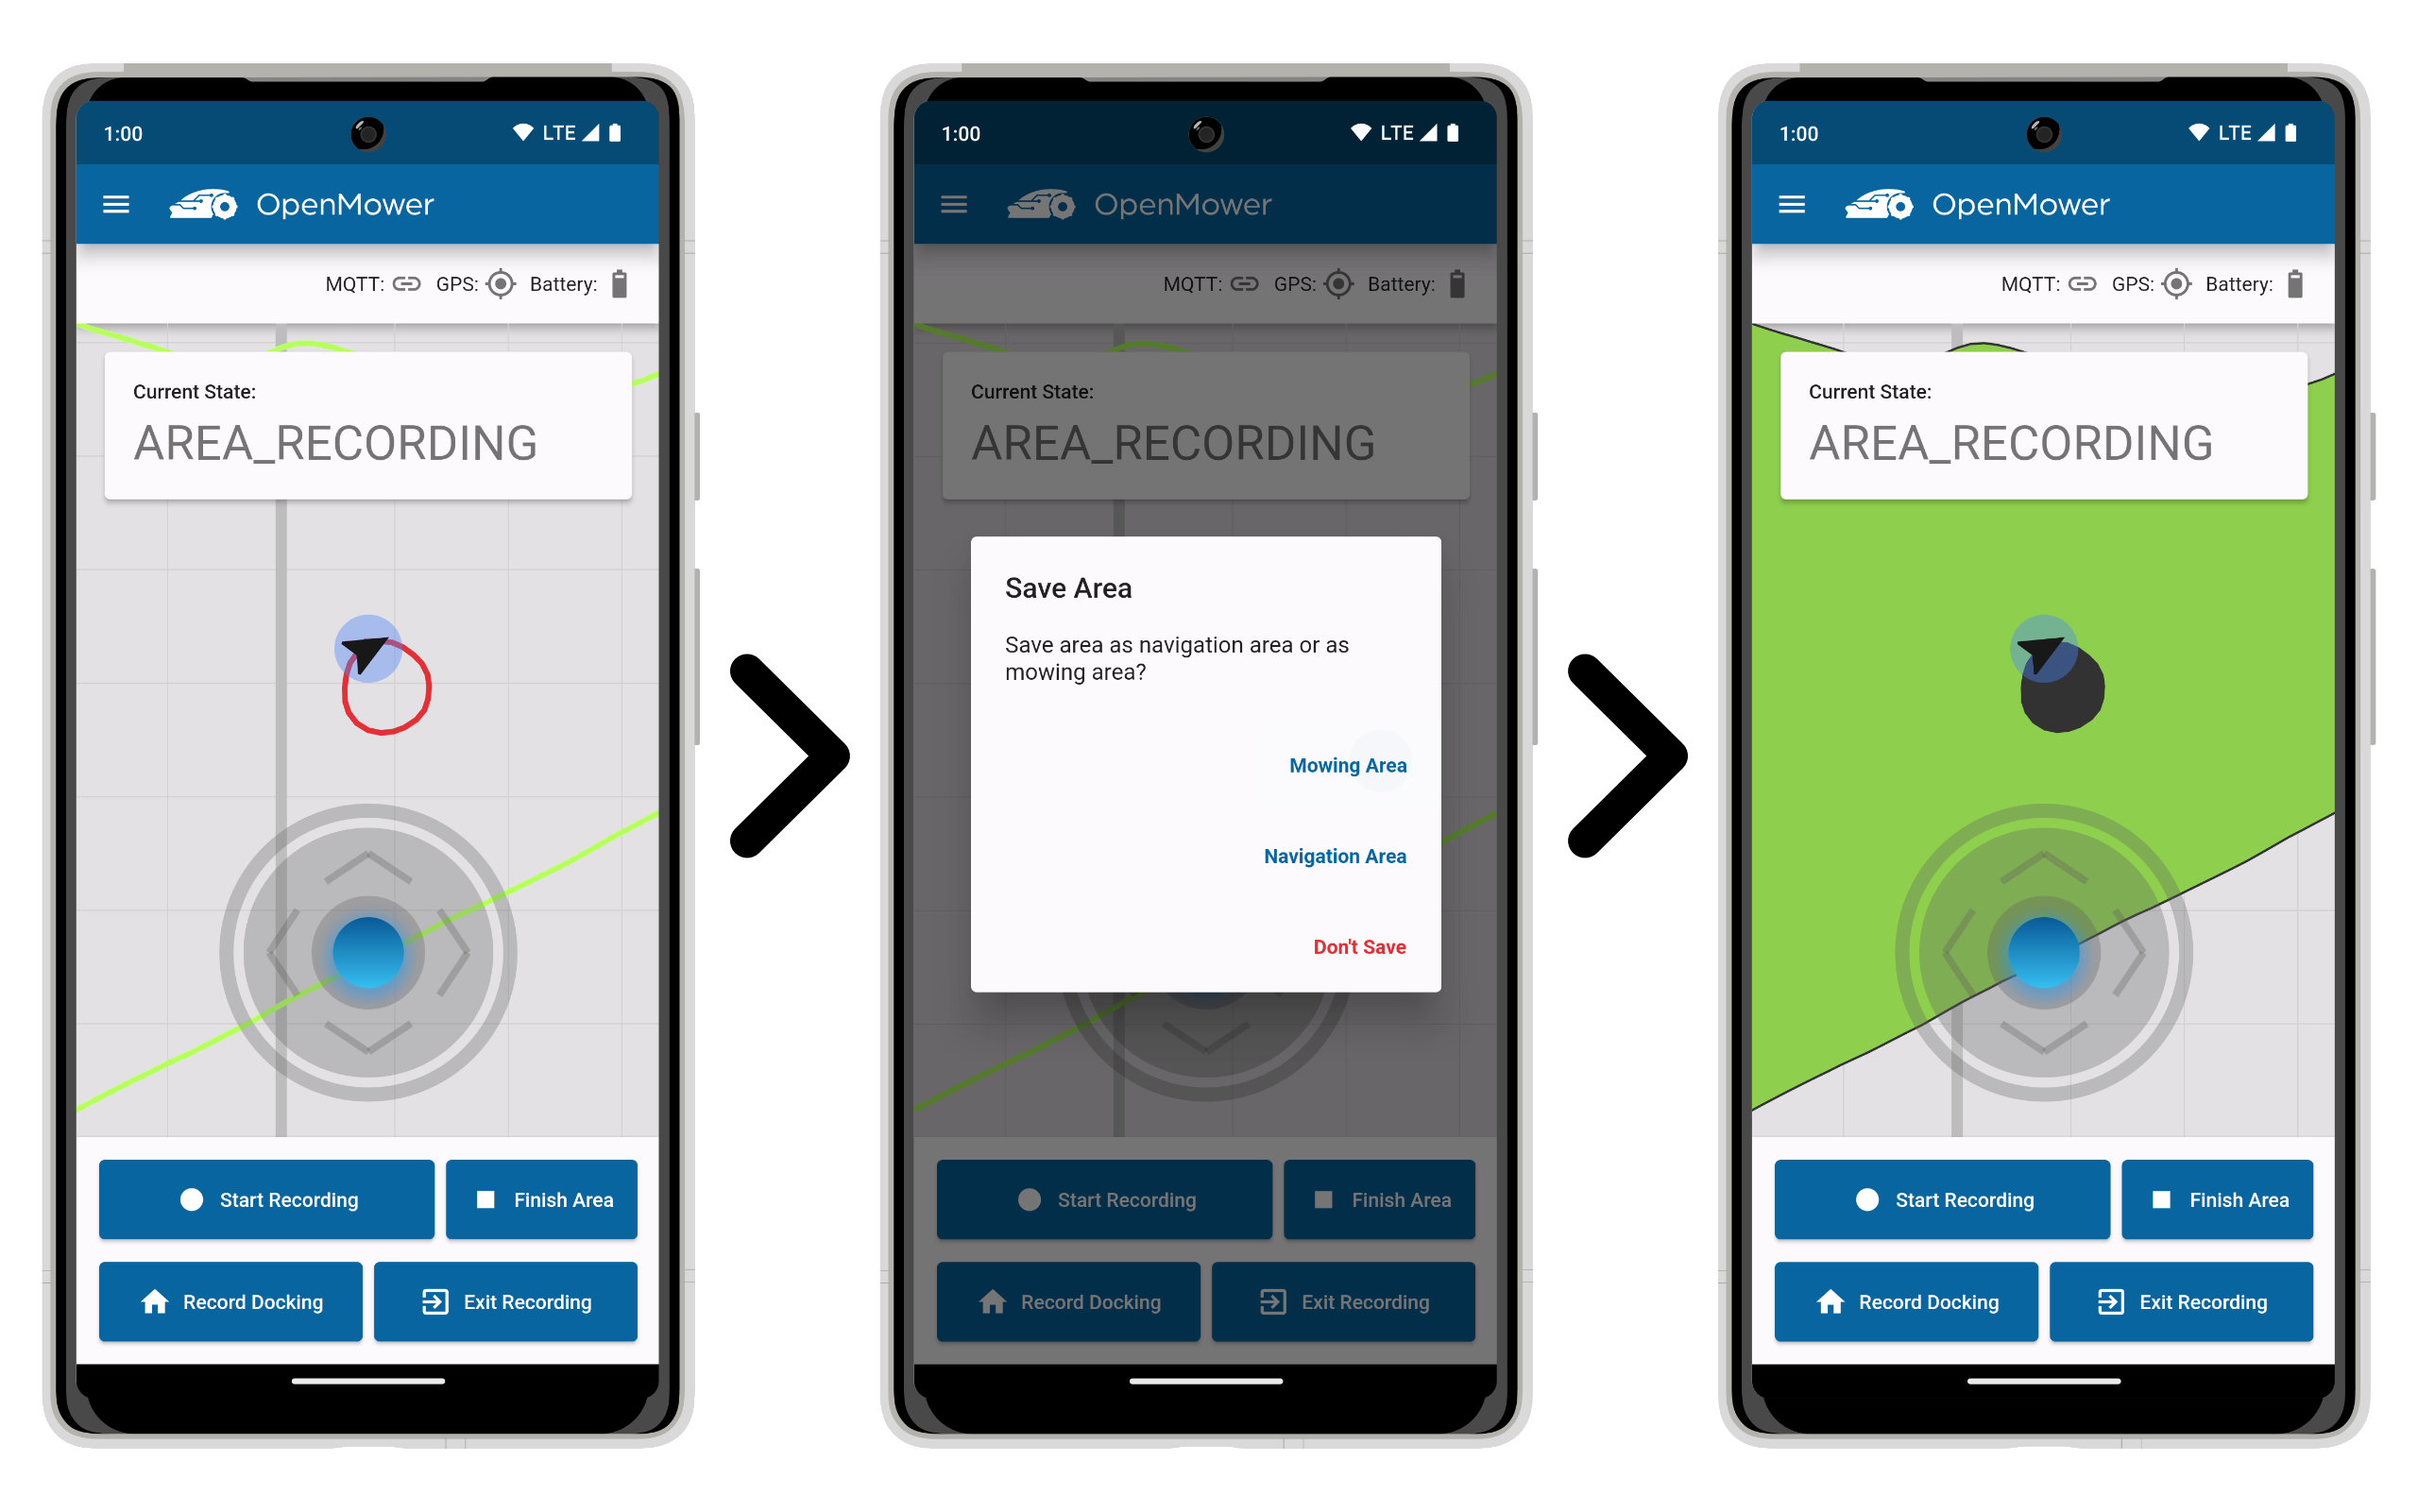 1:00 LTE
OpenMower
MQTT: GPS: Battery:
Current State:
AREA_RECORDING
Start Recording Finish Area
Record Docking Exit Recording
1:00 LTE
OpenMower
MQTT: GPS: Battery:
Current State:
AREA_RECORDING
Save Area
Save area as navigation area or as
mowing area?
Mowing Area
Navigation Area
Don't Save
Start Recording Finish Area
Record Docking Exit Recording
1:00 LTE
OpenMower
MQTT: GPS: Battery:
Current State:
AREA_RECORDING
Start Recording Finish Area
Record Docking Exit Recording